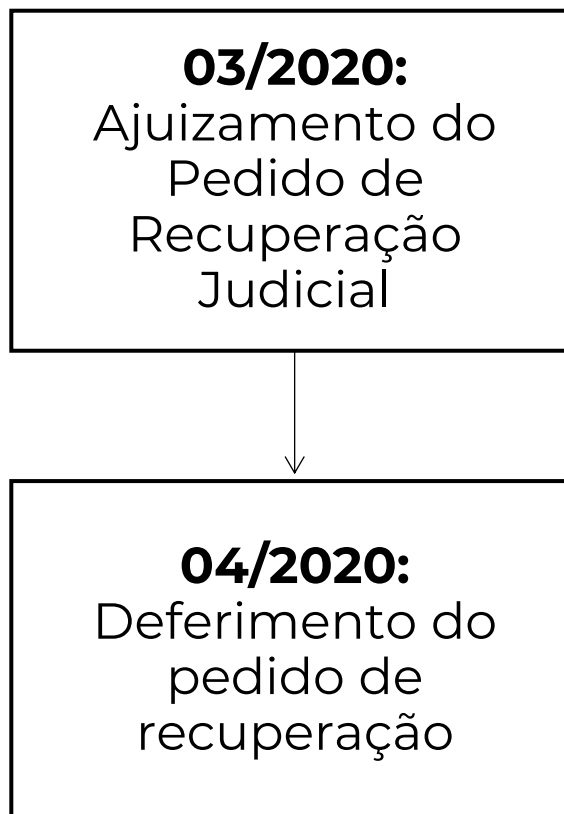 03/2020:
Ajuizamento do
Pedido de
Recuperação
Judicial
04/2020:
Deferimento do
pedido de
recuperação